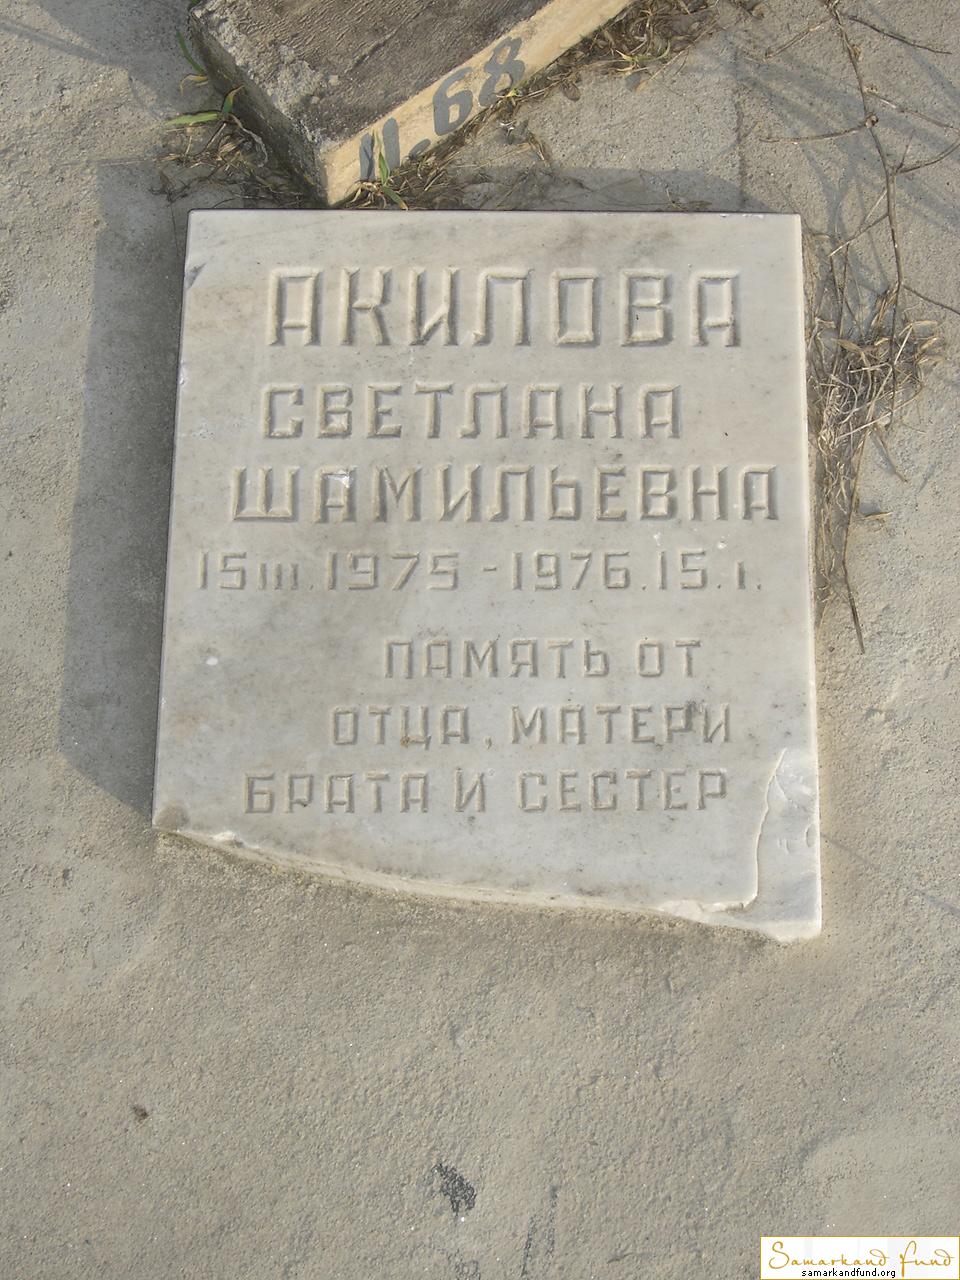 11.68
АКИЛОВА
СВЕТЛАНА
ШАМИЛЬЕВНА
15 III. 1975 - 1976. 15. I.
ПАМЯТЬ ОТ
ОТЦА, МАТЕРИ
БРАТА И СЕСТЕР
Samarkand fund
samarkandfund.org